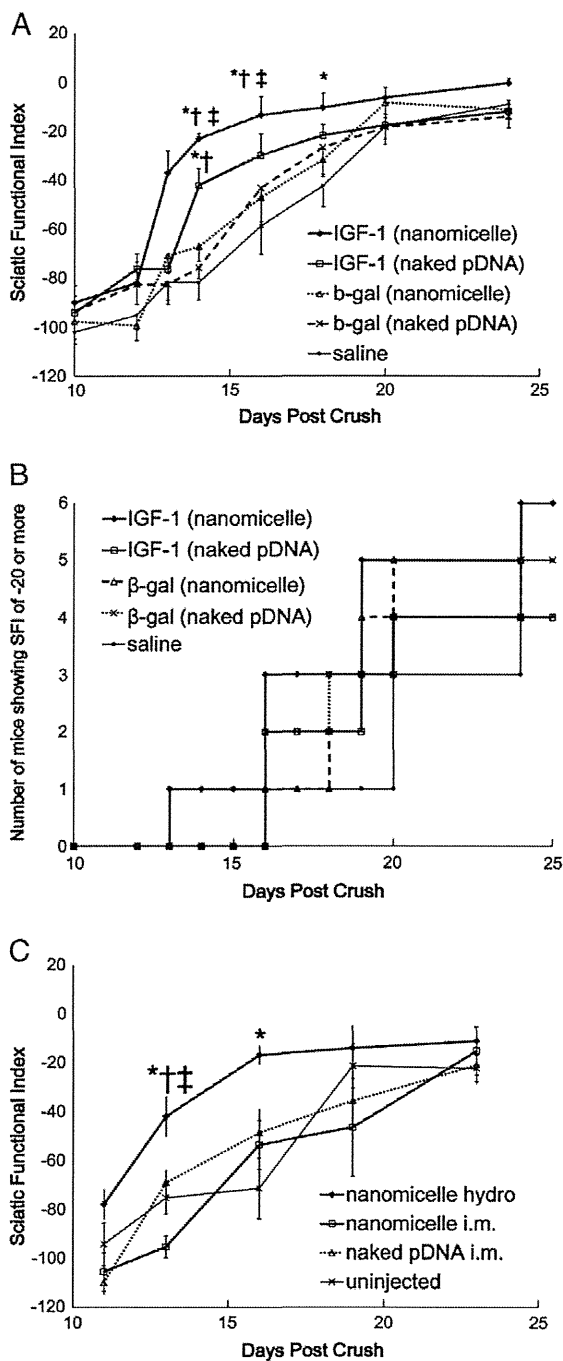 A
20
0
-20
-40
-60
-80
-100
-120
Sciatic Functional Index
*† ‡
*†
*† ‡
*
IGF-1 (nanomicelle)
IGF-1 (naked pDNA)
b-gal (nanomicelle)
b-gal (naked pDNA)
saline
10 15 20 25
Days Post Crush
B
6
5
4
3
2
1
0
Number of mice showing SFI of -20 or more
IGF-1 (nanomicelle)
IGF-1 (naked pDNA)
β-gal (nanomicelle)
β-gal (naked pDNA)
saline
10 15 20 25
Days Post Crush
C
20
0
-20
-40
-60
-80
-100
-120
Sciatic Functional Index
*†‡
*
nanomicelle hydro
nanomicelle i.m.
naked pDNA i.m.
uninjected
10 15 20 25
Days Post Crush